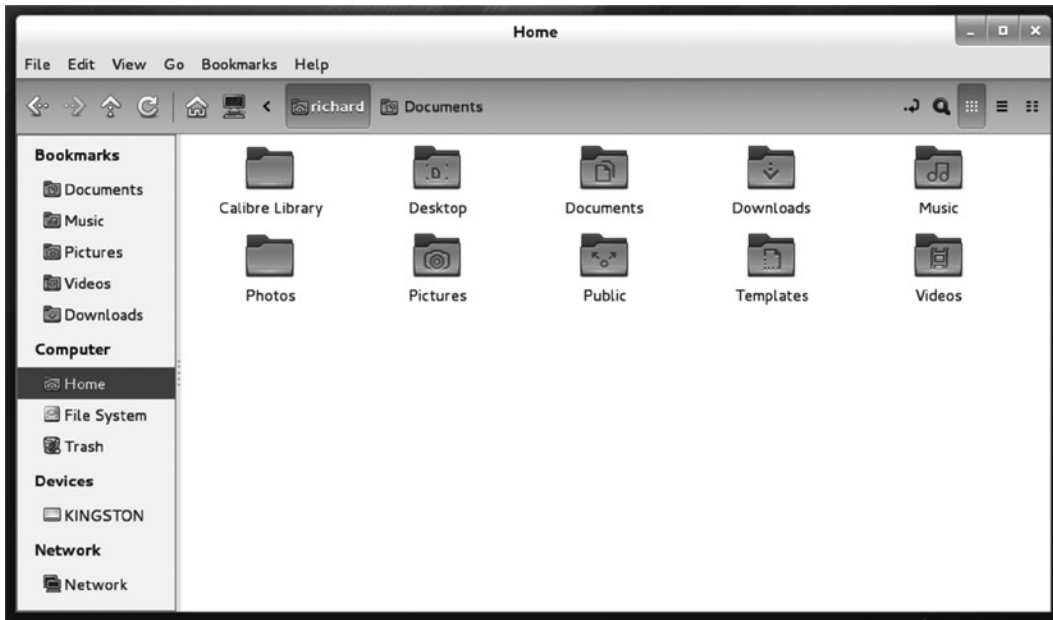 Home
File Edit View Go Bookmarks Help
richard Documents
Bookmarks
Documents
Music
Pictures
Videos
Downloads
Computer
Home
File System
Trash
Devices
KINGSTON
Network
Network
Calibre Library Desktop Documents Downloads Music
Photos Pictures Public Templates Videos